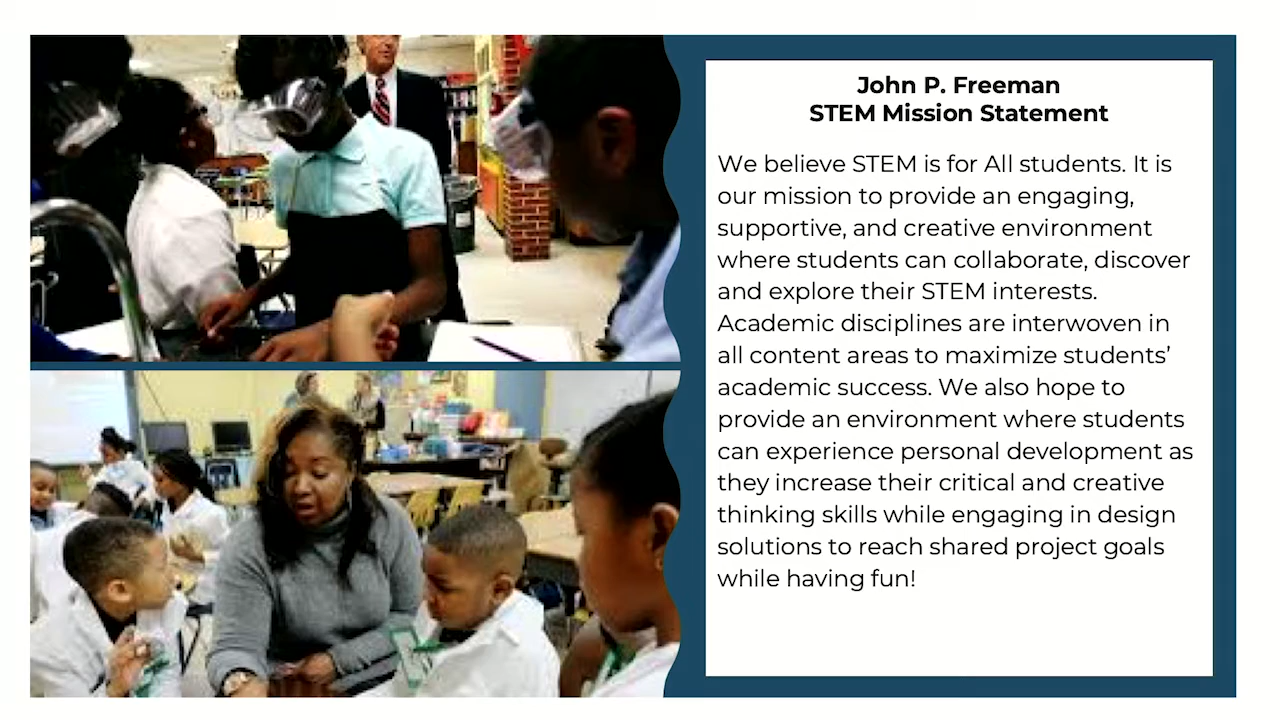 John P. Freeman
STEM Mission Statement
We believe STEM is for All students. It is
our mission to provide an engaging,
supportive, and creative environment
where students can collaborate, discover
and explore their STEM interests.
Academic disciplines are interwoven in
all content areas to maximize students’
academic success. We also hope to
provide an environment where students
can experience personal development as
they increase their critical and creative
thinking skills while engaging in design
solutions to reach shared project goals
while having fun!